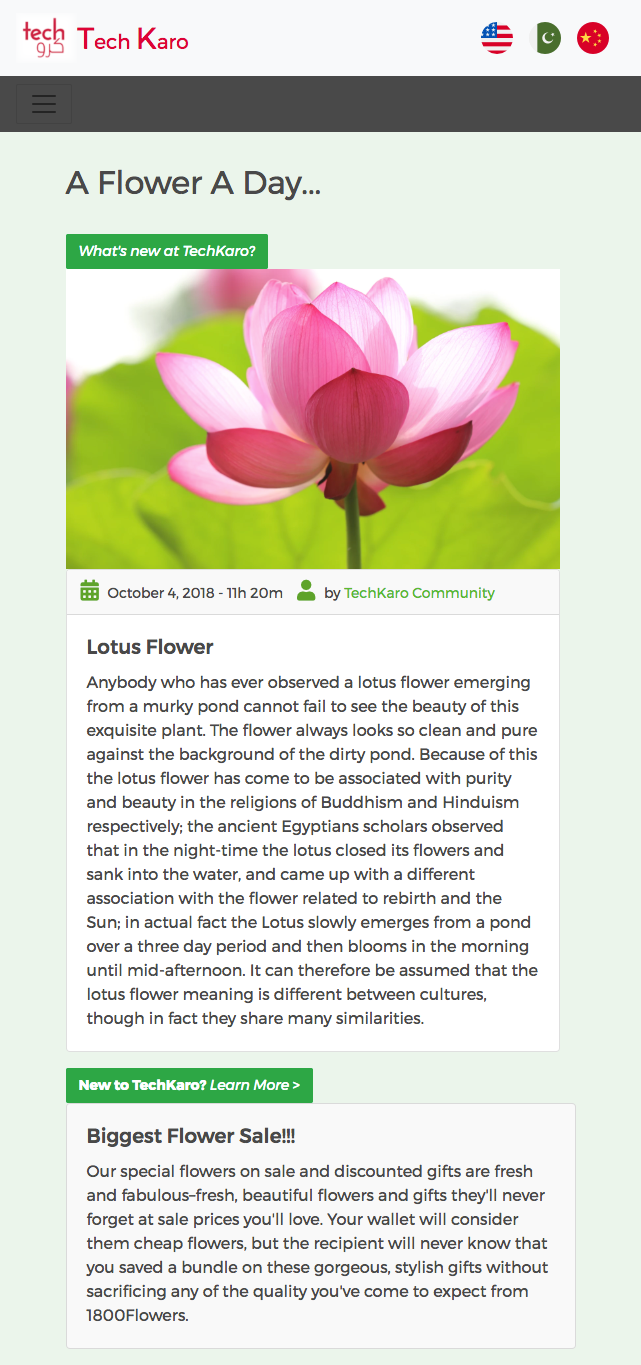 tech
کرو
Tech Karo
A Flower A Day...
What's new at TechKaro?
October 4, 2018 - 11h 20m by TechKaro Community
Lotus Flower
Anybody who has ever observed a lotus flower emerging
from a murky pond cannot fail to see the beauty of this
exquisite plant. The flower always looks so clean and pure
against the background of the dirty pond. Because of this
the lotus flower has come to be associated with purity
and beauty in the religions of Buddhism and Hinduism
respectively; the ancient Egyptians scholars observed
that in the night-time the lotus closed its flowers and
sank into the water, and came up with a different
association with the flower related to rebirth and the
Sun; in actual fact the Lotus slowly emerges from a pond
over a three day period and then blooms in the morning
until mid-afternoon. It can therefore be assumed that the
lotus flower meaning is different between cultures,
though in fact they share many similarities.
New to TechKaro? Learn More >
Biggest Flower Sale!!!
Our special flowers on sale and discounted gifts are fresh
and fabulous–fresh, beautiful flowers and gifts they'll never
forget at sale prices you'll love. Your wallet will consider
them cheap flowers, but the recipient will never know that
you saved a bundle on these gorgeous, stylish gifts without
sacrificing any of the quality you've come to expect from
1800Flowers.